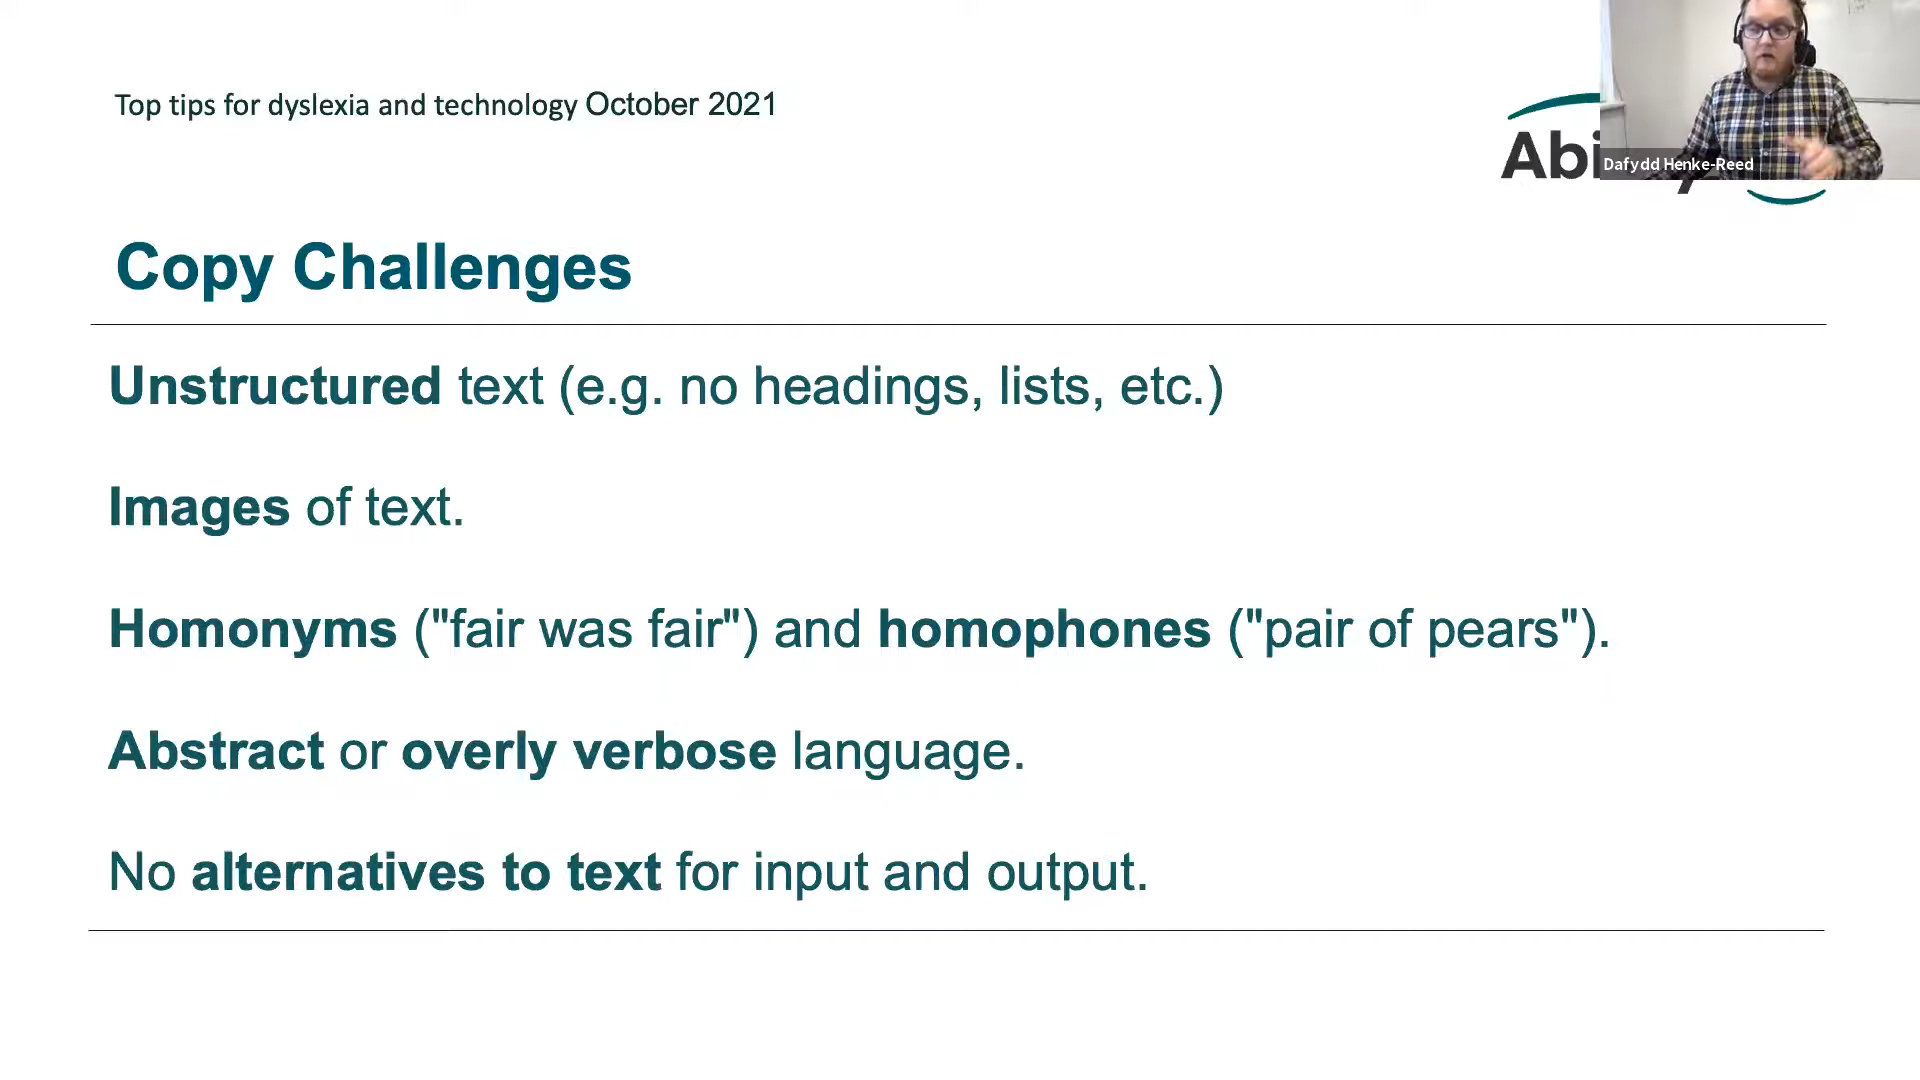 Top tips for dyslexia and technology October 2021
Dafydd Henke-Reed
Copy Challenges
Unstructured text (e.g. no headings, lists, etc.)
Images of text.
Homonyms ("fair was fair") and homophones ("pair of pears").
Abstract or overly verbose language.
No alternatives to text for input and output.